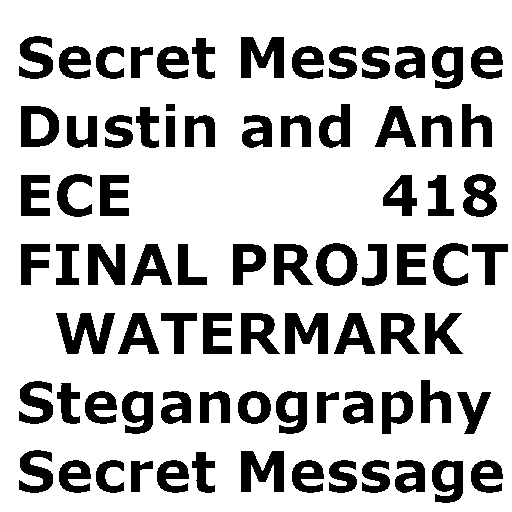 Secret Message
Dustin and Anh
ECE 418
FINAL PROJECT
WATERMARK
Steganography
Secret Message